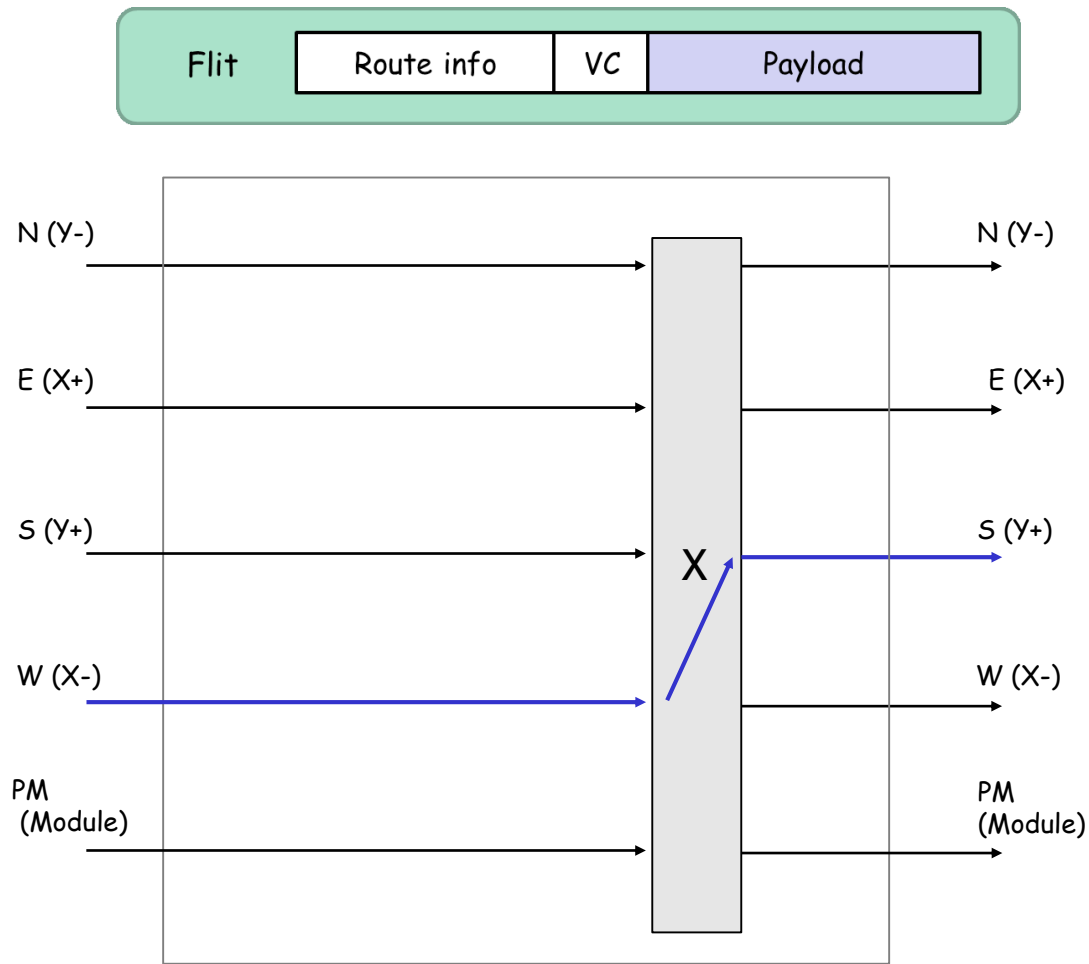 Flit Route info VC Payload
N (Y-)
N (Y-)
E (X+)
E (X+)
S (Y+)
S (Y+)
X
W (X-)
W (X-)
PM
(Module)
PM
(Module)